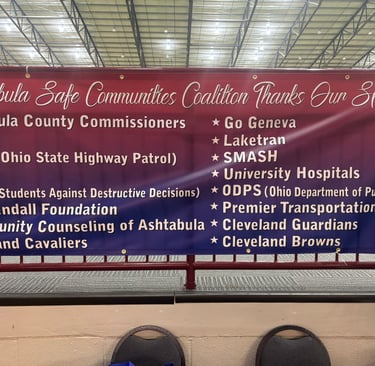 bula Safe Communities Coalition Thanks Our S
ula County Commissioners
(Ohio State Highway Patrol)
Students Against Destructive Decisions)
ndall Foundation
unity Counseling of Ashtabula
and Cavaliers
★ Go Geneva
★ Laketran
★ SMASH
★ University Hospitals
★ ODPS (Ohio Department of Pu
★ Premier Transportation
★ Cleveland Guardians
★ Cleveland Browns